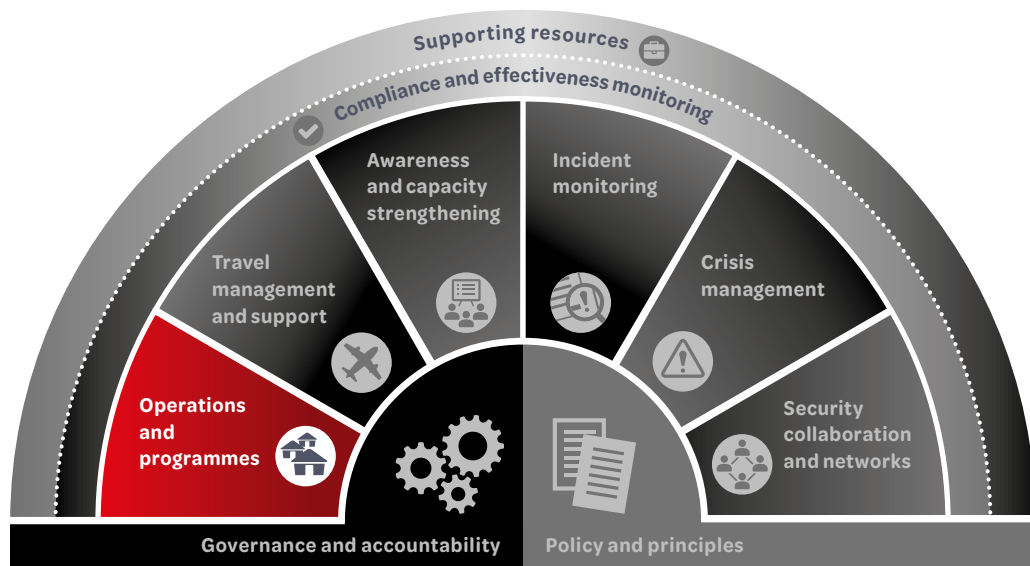 Supporting resources
Compliance and effectiveness monitoring
Awareness
and capacity
strengthening
Incident
monitoring
Travel
management
and support
Crisis
management
Operations
and
programmes
Security
collaboration
and networks
Governance and accountability
Policy and principles